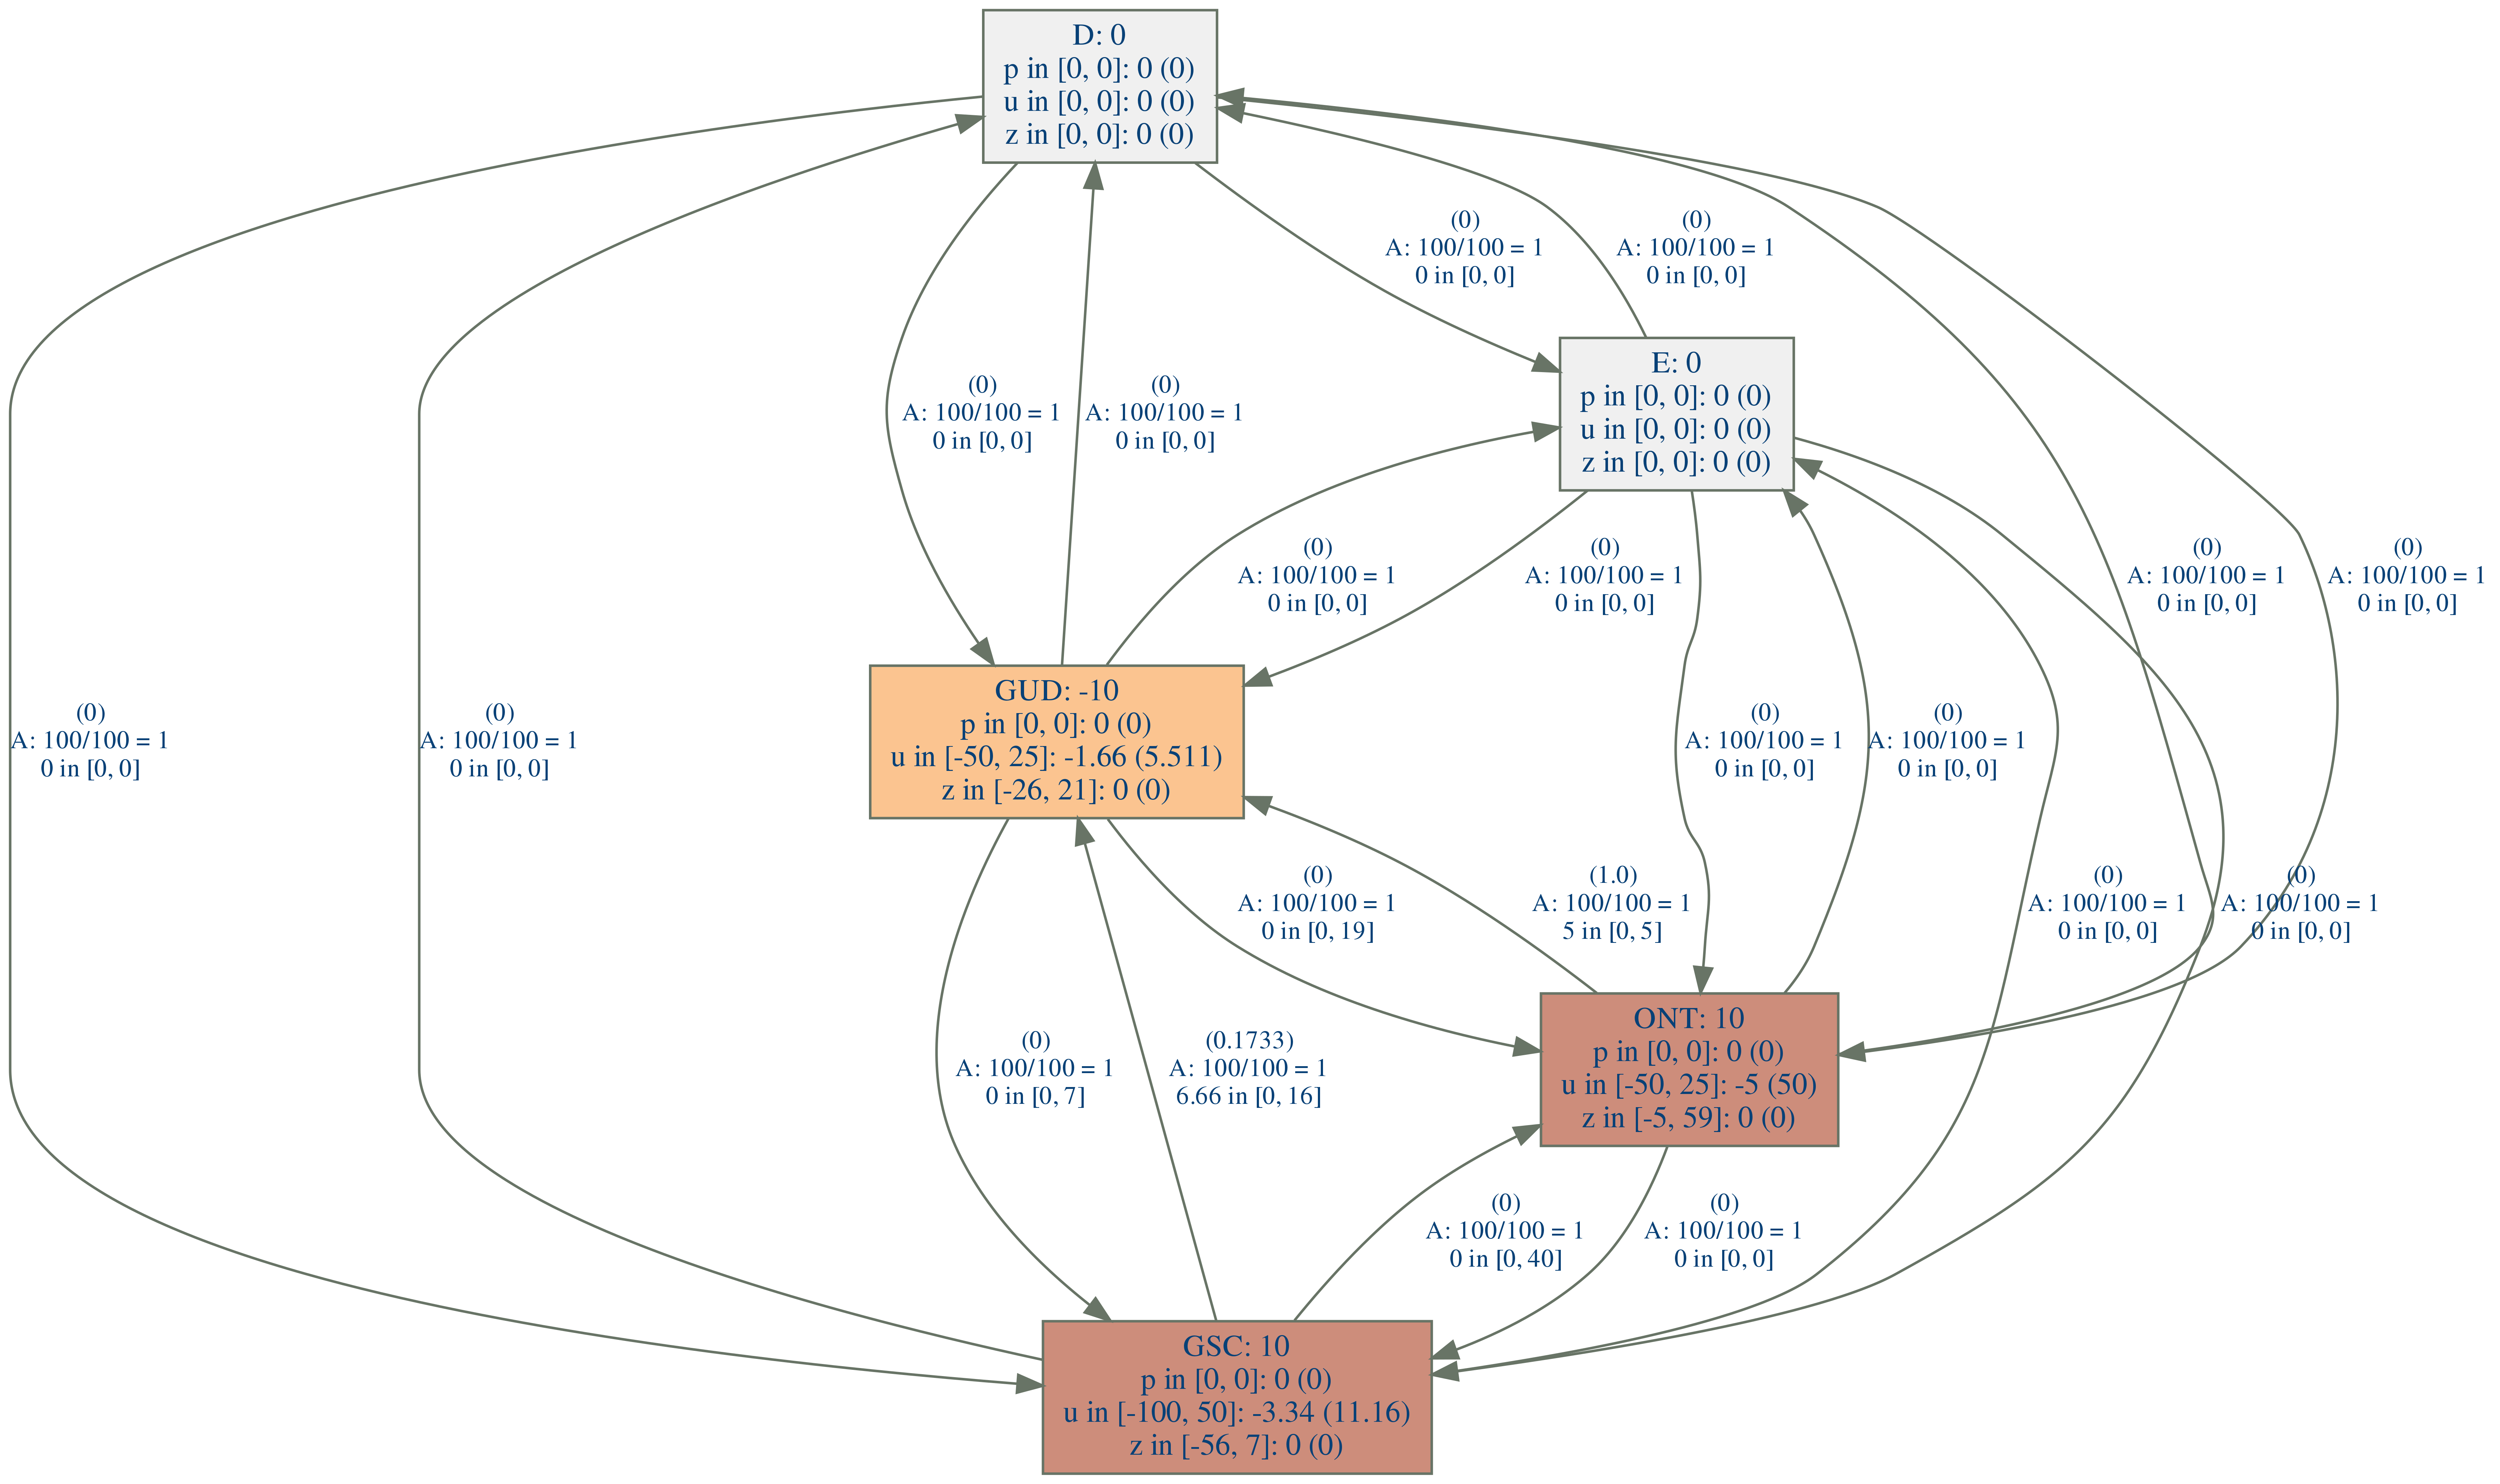 D: 0
p in [0, 0]: 0 (0)
u in [0, 0]: 0 (0)
z in [0, 0]: 0 (0)
(0)
A: 100/100 = 1
0 in [0, 0]
(0)
A: 100/100 = 1
0 in [0, 0]
E: 0
p in [0, 0]: 0 (0)
u in [0, 0]: 0 (0)
z in [0, 0]: 0 (0)
(0)
A: 100/100 = 1
0 in [0, 0]
(0)
A: 100/100 = 1
0 in [0, 0]
(0)
A: 100/100 = 1
0 in [0, 0]
(0)
A: 100/100 = 1
0 in [0, 0]
(0)
A: 100/100 = 1
0 in [0, 0]
(0)
A: 100/100 = 1
0 in [0, 0]
(0)
A: 100/100 = 1
0 in [0, 0]
(0)
A: 100/100 = 1
0 in [0, 0]
GUD: -10
p in [0, 0]: 0 (0)
u in [-50, 25]: -1.66 (5.511)
z in [-26, 21]: 0 (0)
(0)
A: 100/100 = 1
0 in [0, 0]
(0)
A: 100/100 = 1
0 in [0, 0]
(0)
A: 100/100 = 1
0 in [0, 19]
(1.0)
A: 100/100 = 1
5 in [0, 5]
(0)
A: 100/100 = 1
0 in [0, 0]
(0)
A: 100/100 = 1
0 in [0, 0]
(0)
A: 100/100 = 1
0 in [0, 7]
(0.1733)
A: 100/100 = 1
6.66 in [0, 16]
ONT: 10
p in [0, 0]: 0 (0)
u in [-50, 25]: -5 (50)
z in [-5, 59]: 0 (0)
(0)
A: 100/100 = 1
0 in [0, 40]
(0)
A: 100/100 = 1
0 in [0, 0]
GSC: 10
p in [0, 0]: 0 (0)
u in [-100, 50]: -3.34 (11.16)
z in [-56, 7]: 0 (0)